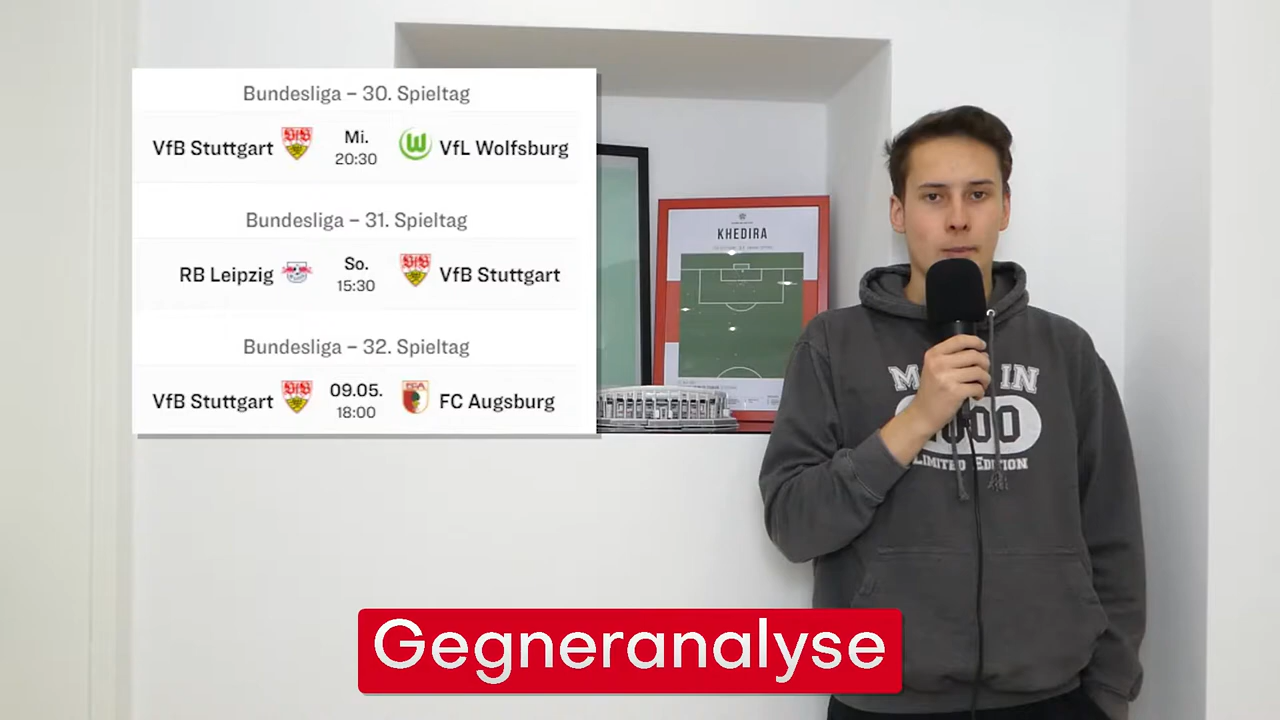 Bundesliga – 30. Spieltag
VfB Stuttgart Mi. 20:30 VfL Wolfsburg
Bundesliga – 31. Spieltag
RB Leipzig So. 15:30 VfB Stuttgart
Bundesliga – 32. Spieltag
VfB Stuttgart 09.05. 18:00 FC Augsburg
KHEDIRA
IN
LIMITED EDITION
Gegneranalyse